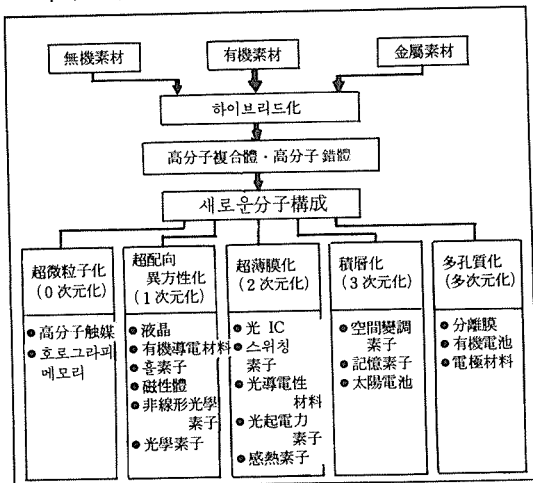 無機素材
有機素材
金屬素材
하이브리드化
高分子複合體・高分子錯體
새로운分子構成
超微粒子化
(0次元化)
●高分子触媒
●호로그라피
메모리
超配向
異方性化
(1次元化)
●液晶
●有機導電材料
●홀素子
●磁性體
●非線形光學
素子
●光學素子
超薄膜化
(2次元化)
●光 IC
●스위칭
素子
●光導電性
材料
●光起電力
素子
●感熱素子
積層化
(3次元化)
●空間變調
素子
●記憶素子
●太陽電池
多孔質化
(多次元化)
●分離膜
●有機電池
●電極材料